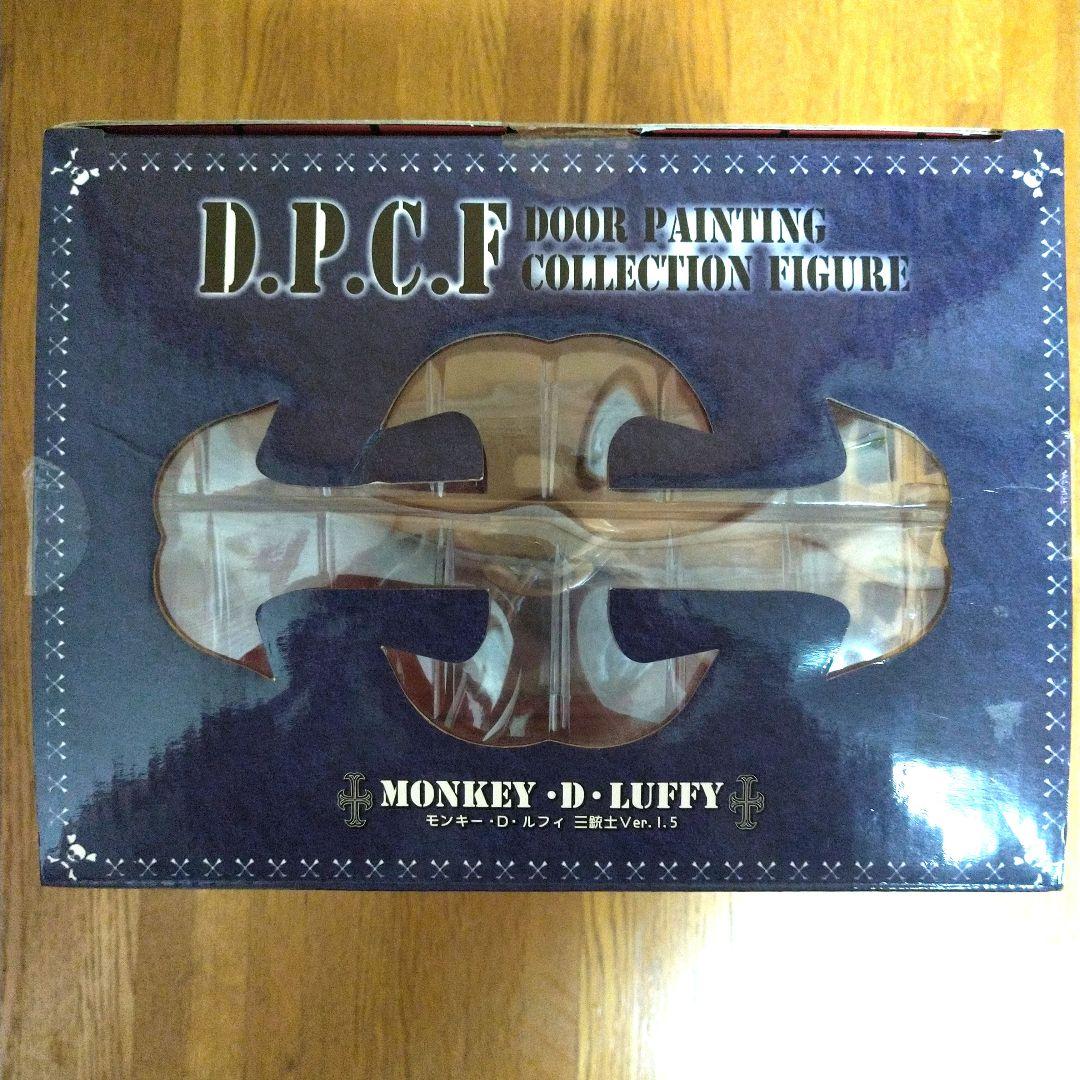 D.P.C.F
DOOR PAINTING
COLLECTION FIGURE
MONKEY・D・LUFFY
モンキー・D・ルフィ 三銃士Ver.1.5